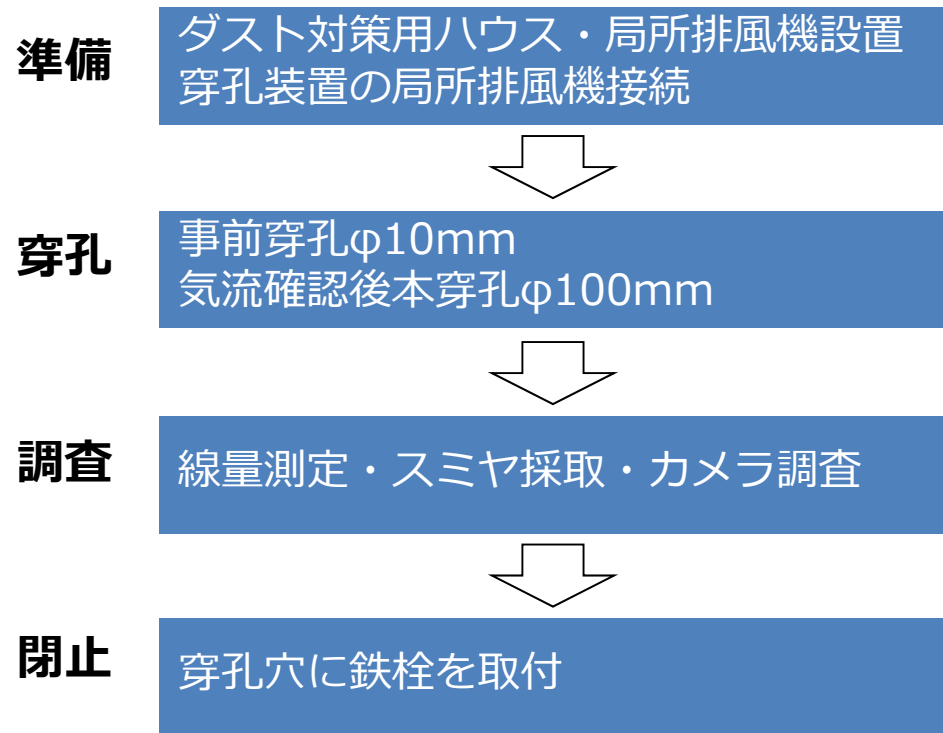 準備
ダスト対策用ハウス・局所排風機設置
穿孔装置の局所排風機接続
穿孔
事前穿孔φ10mm
気流確認後本穿孔φ100mm
調査
線量測定・スミヤ採取・カメラ調査
閉止
穿孔穴に鉄栓を取付